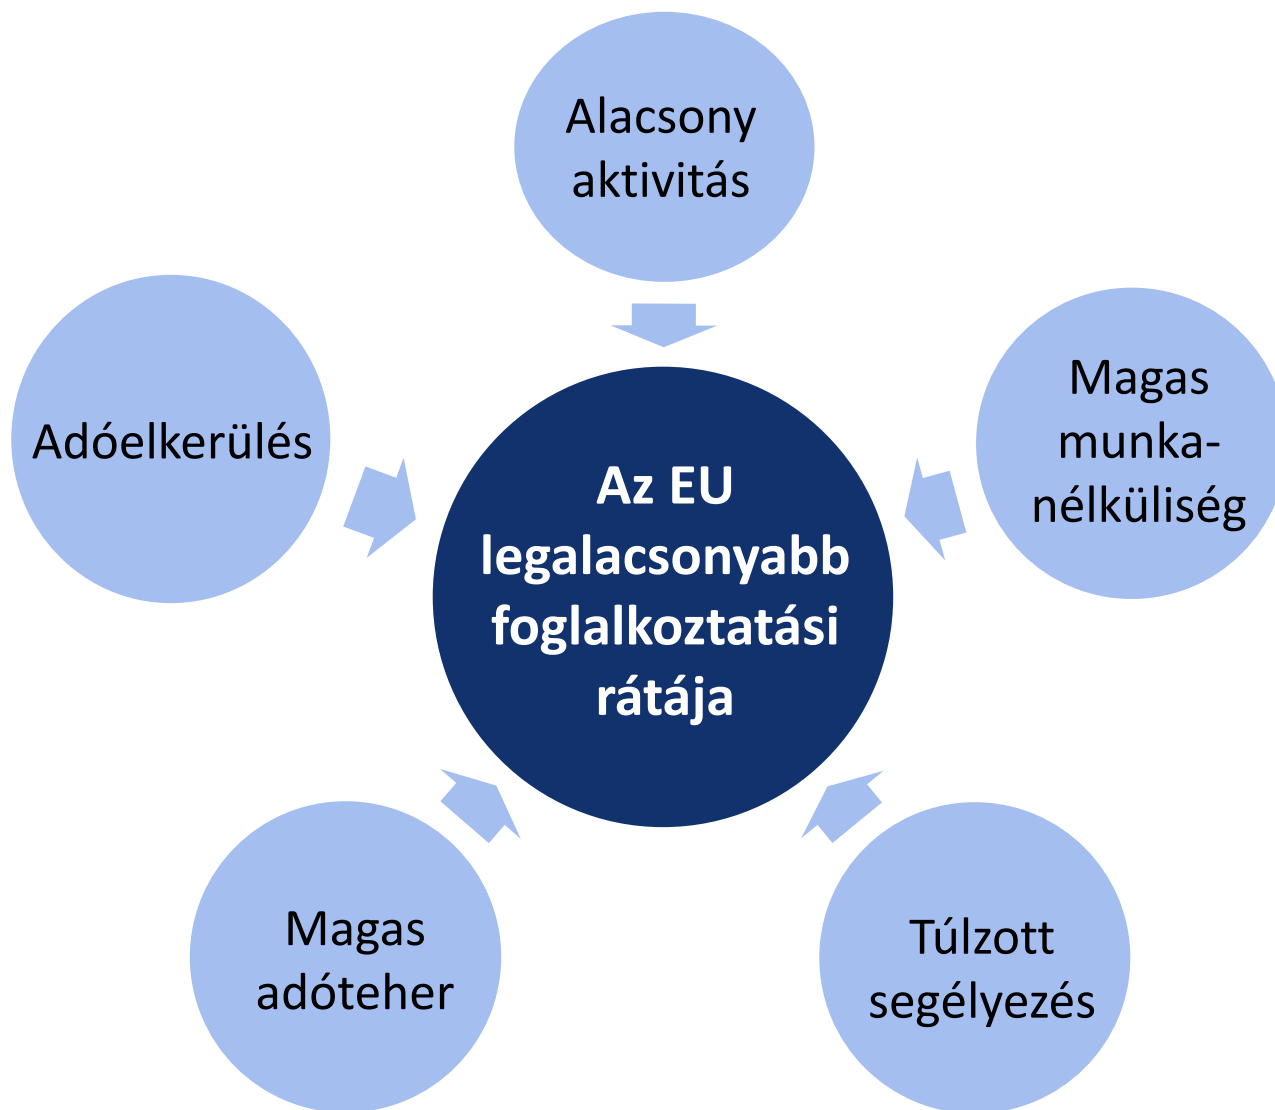 Alacsony
aktivitás
Magas
munka-
nélküliség
Adóelkerülés
Az EU
legalacsonyabb
foglalkoztatási
rátája
Magas
adóteher
Túlzott
segélyezés